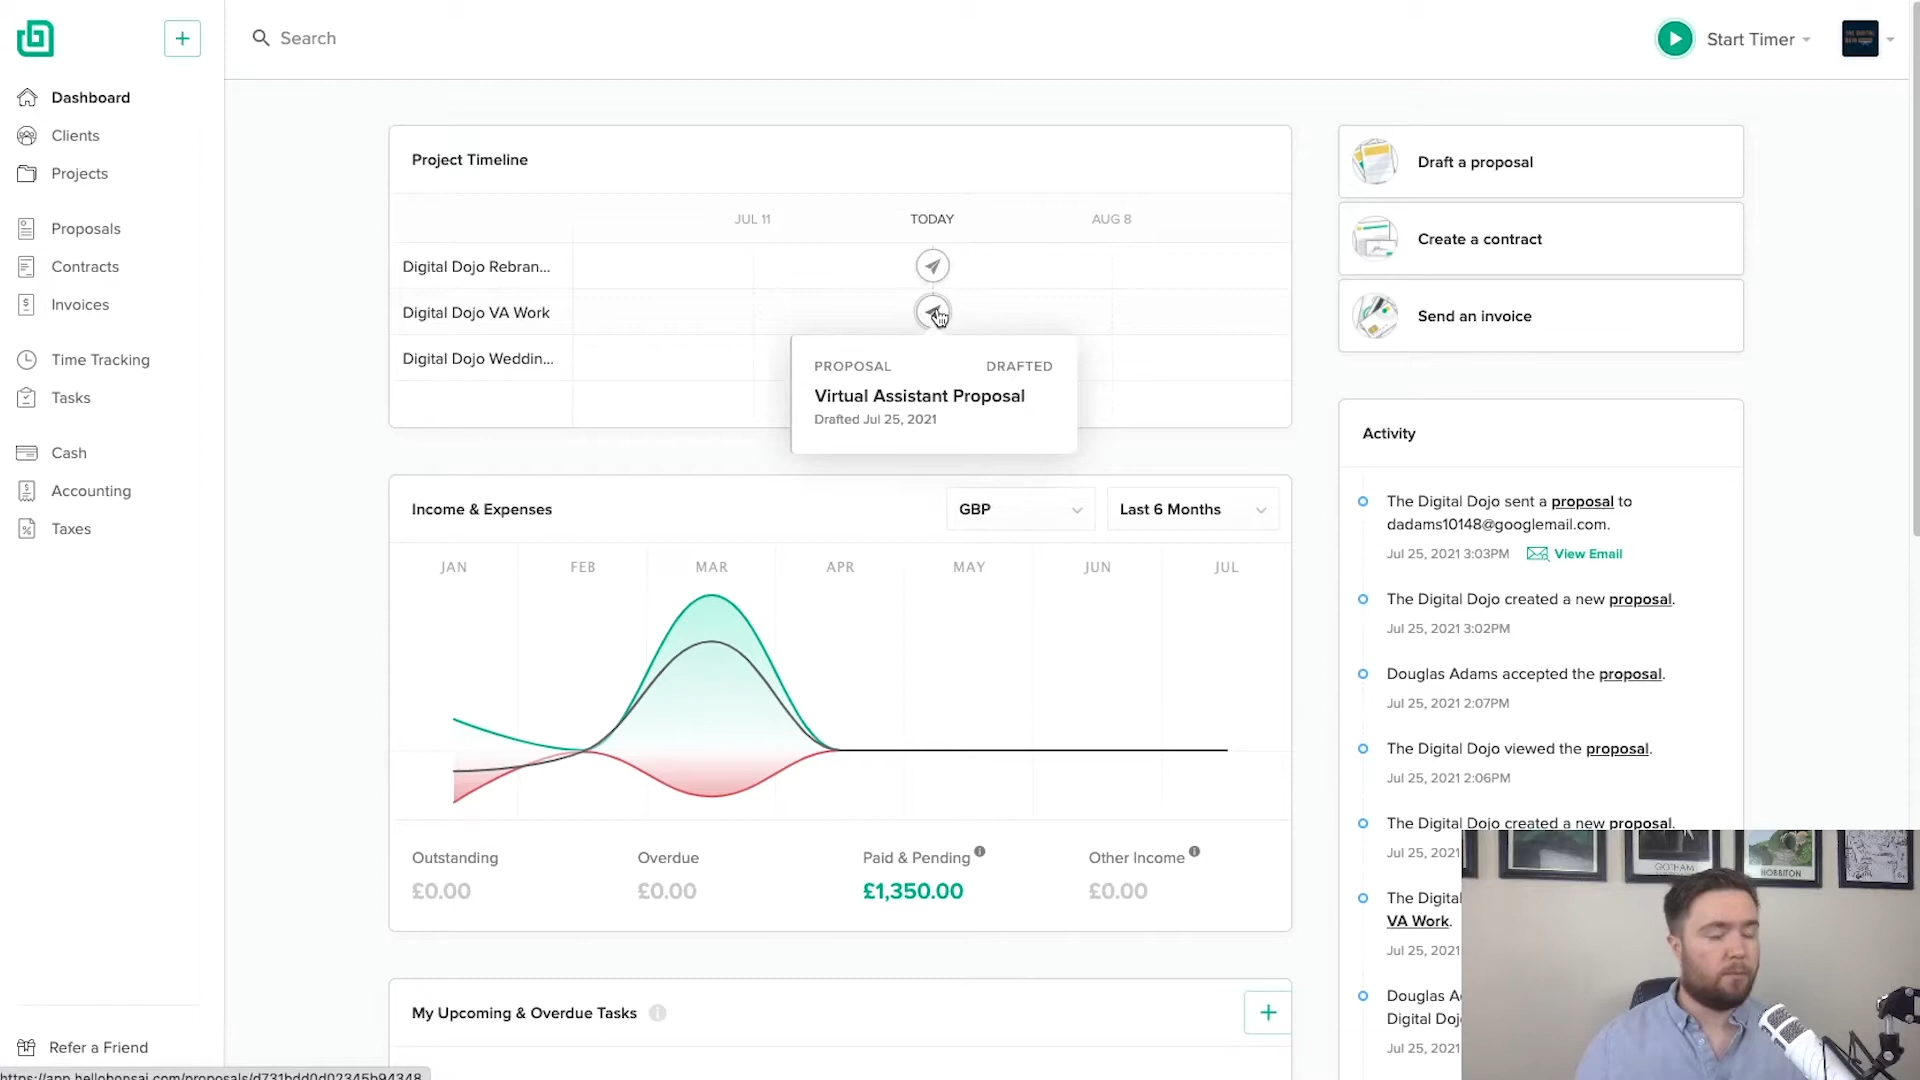 Search
Start Timer
Dashboard
Clients
Projects
Proposals
Contracts
Invoices
Time Tracking
Tasks
Cash
Accounting
Taxes
Refer a Friend
Project Timeline
JUL 11
TODAY
AUG 8
Digital Dojo Rebran...
Digital Dojo VA Work
Digital Dojo Weddin...
PROPOSAL
DRAFTED
Virtual Assistant Proposal
Drafted Jul 25, 2021
Income & Expenses
GBP
Last 6 Months
JAN
FEB
MAR
APR
MAY
JUN
JUL
Outstanding
£0.00
Overdue
£0.00
Paid & Pending
£1,350.00
Other Income
£0.00
My Upcoming & Overdue Tasks
Draft a proposal
Create a contract
Send an invoice
Activity
The Digital Dojo sent a proposal to
dadams10148@googlemail.com.
Jul 25, 2021 3:03PM
View Email
The Digital Dojo created a new proposal.
Jul 25, 2021 3:02PM
Douglas Adams accepted the proposal.
Jul 25, 2021 2:07PM
The Digital Dojo viewed the proposal.
Jul 25, 2021 2:06PM
The Digital Dojo created a new proposal.
Jul 25, 2021
The Digital
VA Work.
Jul 25, 2021
Douglas A
Digital Doj
Jul 25, 2021
GOTHAM
HOBBITON